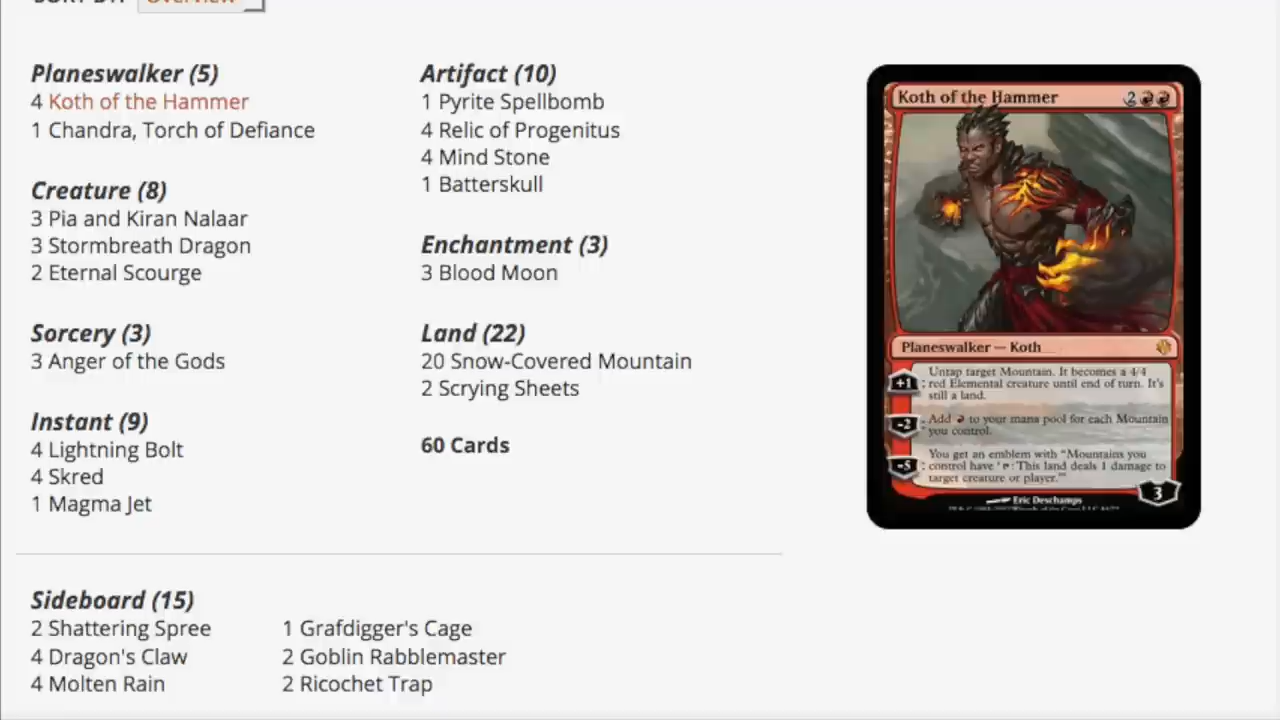 SORT BY: Overview
Planeswalker (5)
4 Koth of the Hammer
1 Chandra, Torch of Defiance
Creature (8)
3 Pia and Kiran Nalaar
3 Stormbreath Dragon
2 Eternal Scourge
Sorcery (3)
3 Anger of the Gods
Instant (9)
4 Lightning Bolt
4 Skred
1 Magma Jet
Artifact (10)
1 Pyrite Spellbomb
4 Relic of Progenitus
4 Mind Stone
1 Batterskull
Enchantment (3)
3 Blood Moon
Land (22)
20 Snow-Covered Mountain
2 Scrying Sheets
60 Cards
Koth of the Hammer 2
Planeswalker — Koth
+1 : Untap target Mountain. It becomes a 4/4
red Elemental creature until end of turn. It's
still a land.
-2 : Add to your mana pool for each Mountain
you control.
-5 : You get an emblem with "Mountains you
control have ': This land deals 1 damage to
target creature or player.'"
3
Eric Deschamps
Sideboard (15)
2 Shattering Spree
4 Dragon's Claw
4 Molten Rain
1 Grafdigger's Cage
2 Goblin Rabblemaster
2 Ricochet Trap